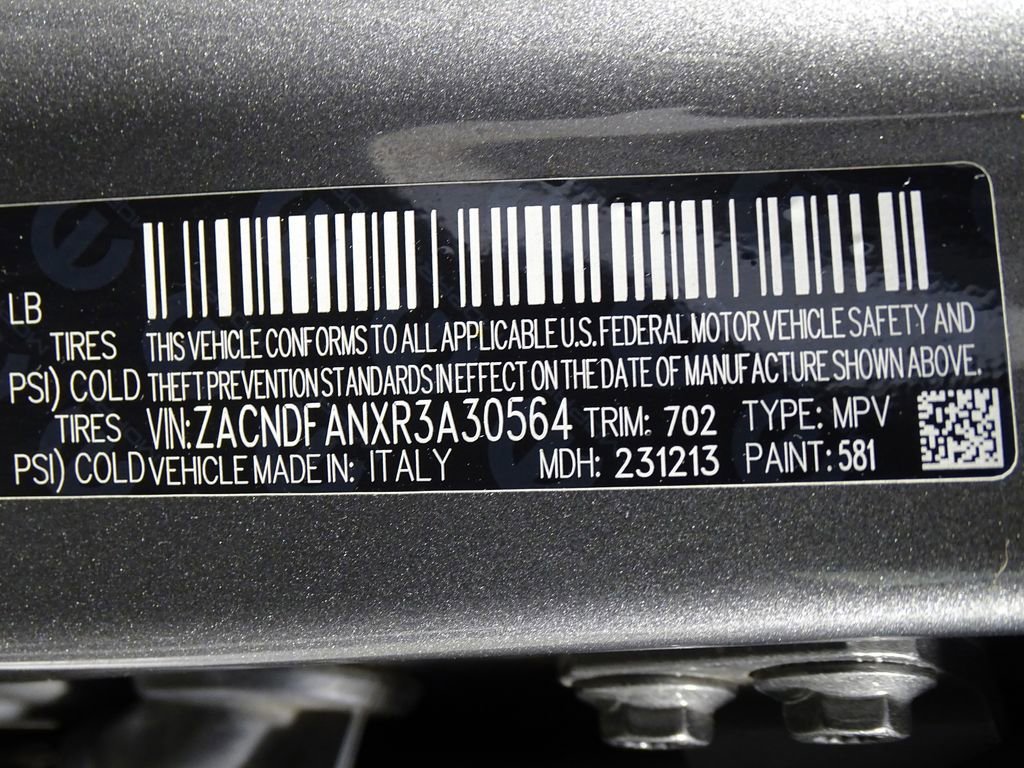 LB
TIRES THIS VEHICLE CONFORMS TO ALL APPLICABLE U.S. FEDERAL MOTOR VEHICLE SAFETY AND
PSI) COLD THEFT PREVENTION STANDARDS IN EFFECT ON THE DATE OF MANUFACTURE SHOWN ABOVE.
TIRES VIN: ZACNDFANXR3A30564 TRIM: 702 TYPE: MPV
PSI) COLD VEHICLE MADE IN: ITALY MDH: 231213 PAINT: 581